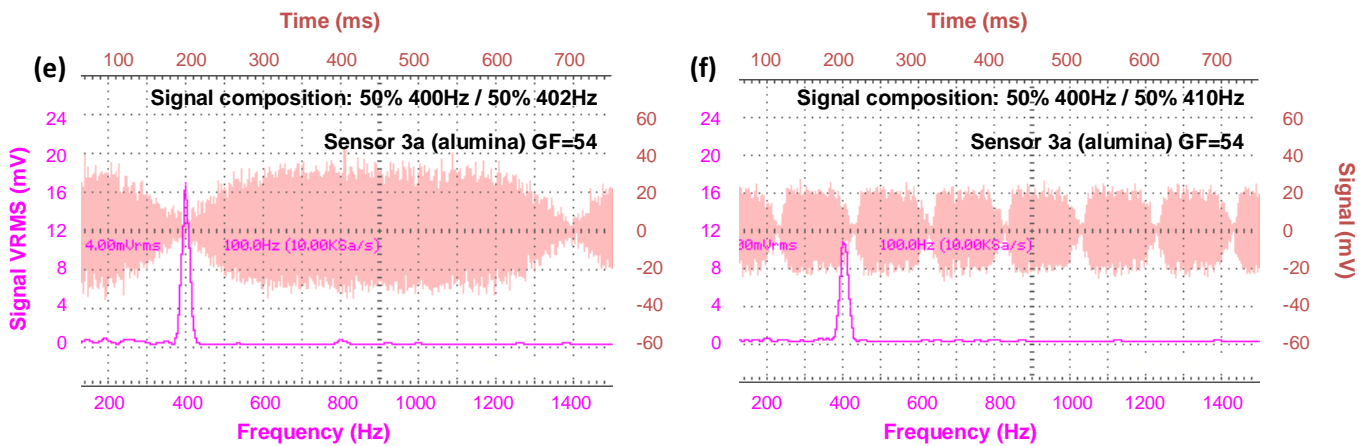 Time (ms)
100 200 300 400 500 600 700
(e)
Signal composition: 50% 400Hz / 50% 402Hz
Sensor 3a (alumina) GF=54
Signal VRMS (mV)
24
20
16
12
8
4
0
60
40
20
0
-20
-40
-60
4.00mVrms 100.0Hz (10.00KSa/s)
200 400 600 800 1000 1200 1400
Frequency (Hz)
Time (ms)
100 200 300 400 500 600 700
(f)
Signal composition: 50% 400Hz / 50% 410Hz
Sensor 3a (alumina) GF=54
24
20
16
12
8
4
0
60
40
20
0
-20
-40
-60
Signal (mV)
00mVrms 100.0Hz (10.00KSa/s)
200 400 600 800 1000 1200 1400
Frequency (Hz)